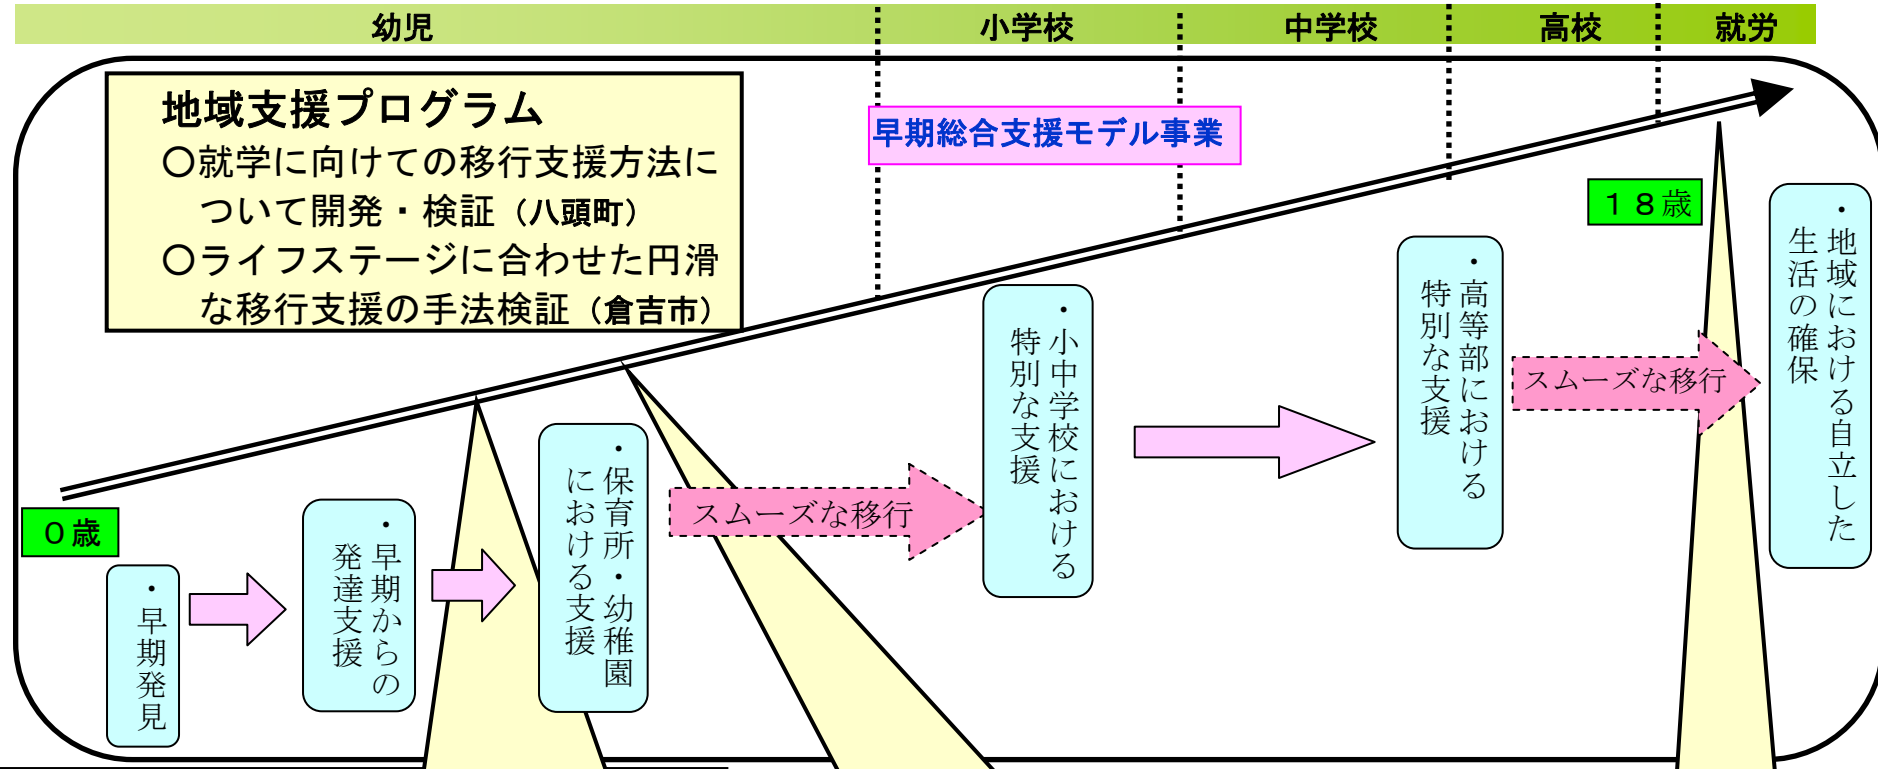 幼児
小学校
中学校
高校
就労
地域支援プログラム
○就学に向けての移行支援方法に
ついて開発・検証（八頭町）
○ライフステージに合わせた円滑
な移行支援の手法検証（倉吉市）
早期総合支援モデル事業
０歳
・早期発見
・早期からの
発達支援
・保育所・幼稚園
における支援
スムーズな移行
・小中学校における
特別な支援
・高等部における
特別な支援
スムーズな移行
１８歳
・地域における自立した
生活の確保